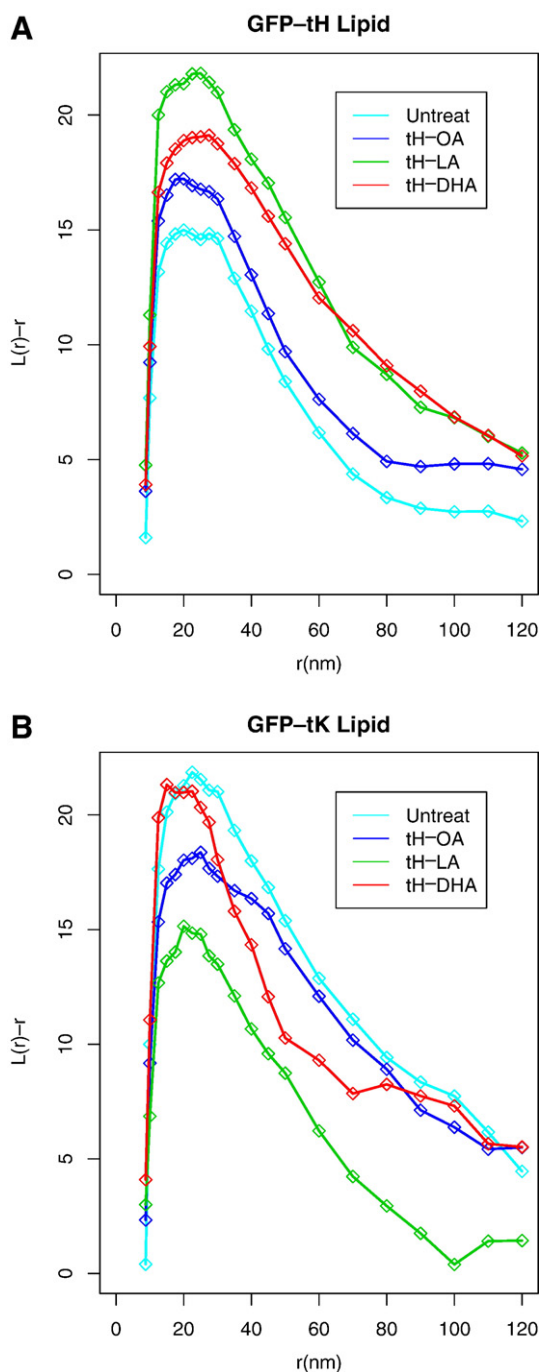 A
GFP–tH Lipid
Untreat
tH–OA
tH–LA
tH–DHA
L(r)–r
0
5
10
15
20
0 20 40 60 80 100 120
r(nm)
B
GFP–tK Lipid
Untreat
tH–OA
tH–LA
tH–DHA
L(r)–r
0
5
10
15
20
0 20 40 60 80 100 120
r(nm)